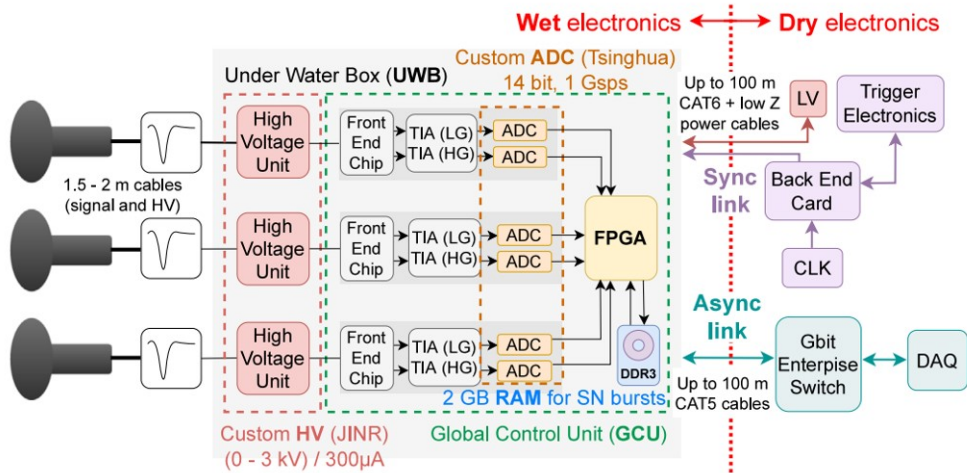 Wet electronics
Dry electronics
Custom ADC (Tsinghua)
14 bit, 1 Gsps
Under Water Box (UWB)
Up to 100 m
CAT6 + low Z
power cables
LV
Trigger
Electronics
High
Voltage
Unit
Front
End
Chip
TIA (LG)
TIA (HG)
ADC
ADC
1.5 - 2 m cables
(signal and HV)
Sync
link
Back End
Card
CLK
High
Voltage
Unit
Front
End
Chip
TIA (LG)
TIA (HG)
ADC
ADC
FPGA
Async
link
High
Voltage
Unit
Front
End
Chip
TIA (LG)
TIA (HG)
ADC
ADC
DDR3
Gbit
Enterpise
Switch
DAQ
Up to 100 m
CAT5 cables
2 GB RAM for SN bursts
Custom HV (JINR)
(0 - 3 kV) / 300μA
Global Control Unit (GCU)